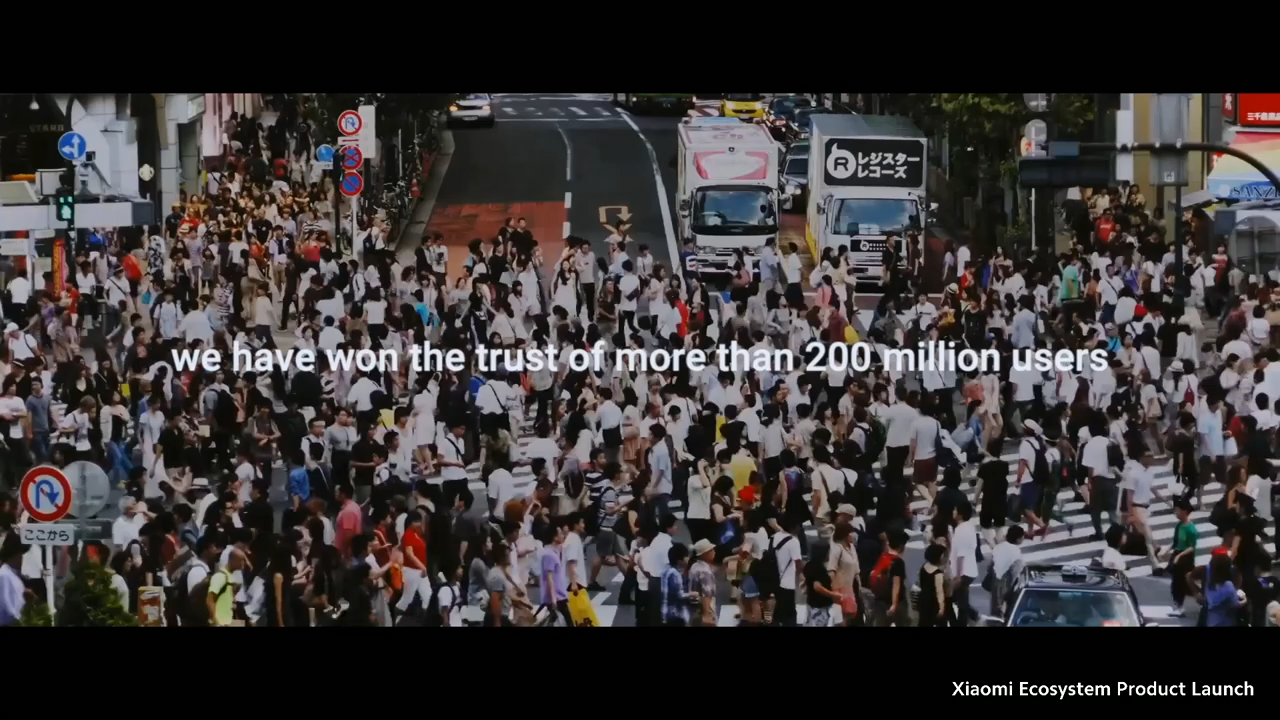 レジスター
レコーズ
R
SANZ
we have won the trust of more than 200 million users
ここから
Xiaomi Ecosystem Product Launch